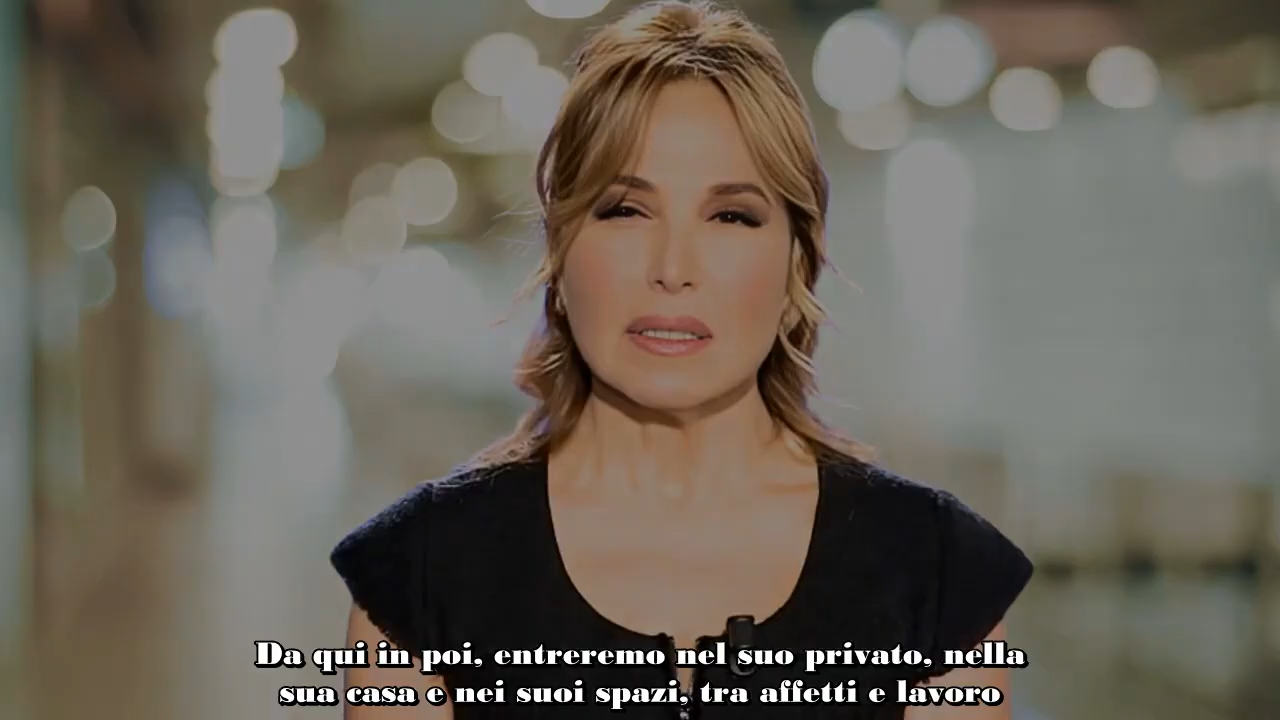 Da qui in poi, entreremo nel suo privato, nella
sua casa e nei suoi spazi, tra affetti e lavoro